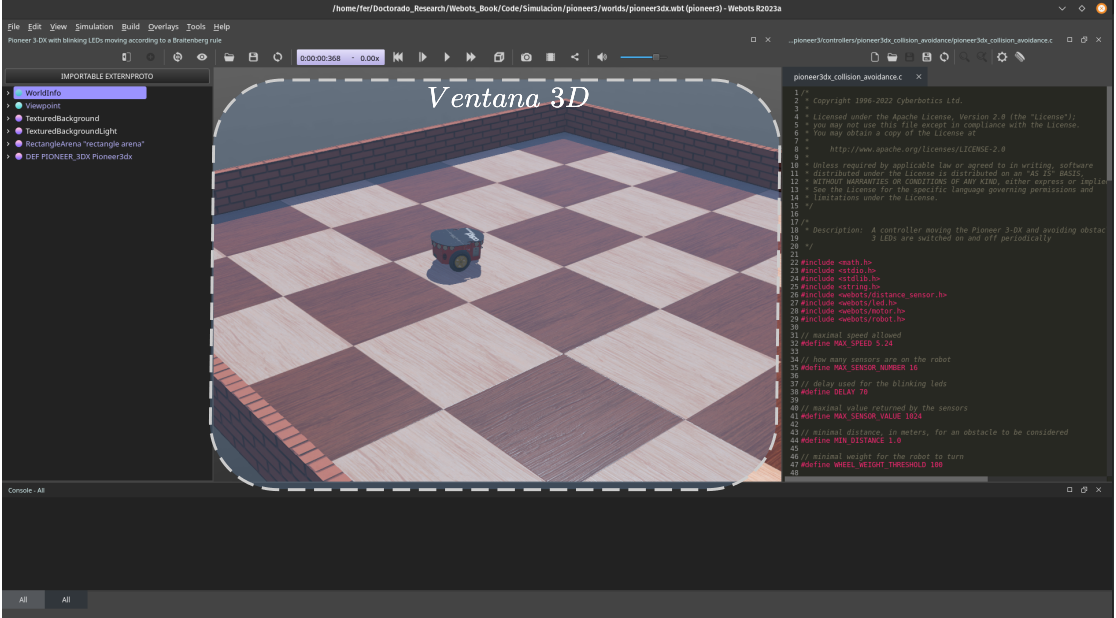 /home/fer/Doctorado_Research/Webots_Book/Code/Simulacion/pioneer3/worlds/pioneer3dx.wbt (pioneer3) - Webots R2023a
File Edit View Simulation Build Overlays Tools Help
Pioneer 3-DX with blinking LEDs moving according to a Braitenberg rule
...pioneer3/controllers/pioneer3dx_collision_avoidance/pioneer3dx_collision_avoidance.c
0:00:00:368 - 0.00x
IMPORTABLE EXTERNPROTO
WorldInfo
Viewpoint
TexturedBackground
TexturedBackgroundLight
RectangleArena "rectangle arena"
DEF PIONEER_3DX Pioneer3dx
Ventana 3D
pioneer3dx_collision_avoidance.c
1 /*
2 * Copyright 1996-2022 Cyberbotics Ltd.
3 *
4 * Licensed under the Apache License, Version 2.0 (the "License");
5 * you may not use this file except in compliance with the License.
6 * You may obtain a copy of the License at
7 *
8 * http://www.apache.org/licenses/LICENSE-2.0
9 *
10 * Unless required by applicable law or agreed to in writing, software
11 * distributed under the License is distributed on an "AS IS" BASIS,
12 * WITHOUT WARRANTIES OR CONDITIONS OF ANY KIND, either express or implie
13 * See the License for the specific language governing permissions and
14 * limitations under the License.
15 */
16
17 /*
18 * Description: A controller moving the Pioneer 3-DX and avoiding obstac
19 3 LEDs are switched on and off periodically
20 */
21
22 #include <math.h>
23 #include <stdio.h>
24 #include <stdlib.h>
25 #include <string.h>
26 #include <webots/distance_sensor.h>
27 #include <webots/led.h>
28 #include <webots/motor.h>
29 #include <webots/robot.h>
30
31 // maximal speed allowed
32 #define MAX_SPEED 5.24
33
34 // how many sensors are on the robot
35 #define MAX_SENSOR_NUMBER 16
36
37 // delay used for the blinking leds
38 #define DELAY 70
39
40 // maximal value returned by the sensors
41 #define MAX_SENSOR_VALUE 1024
42
43 // minimal distance, in meters, for an obstacle to be considered
44 #define MIN_DISTANCE 1.0
45
46 // minimal weight for the robot to turn
47 #define WHEEL_WEIGHT_THRESHOLD 100
48
Console - All
All All